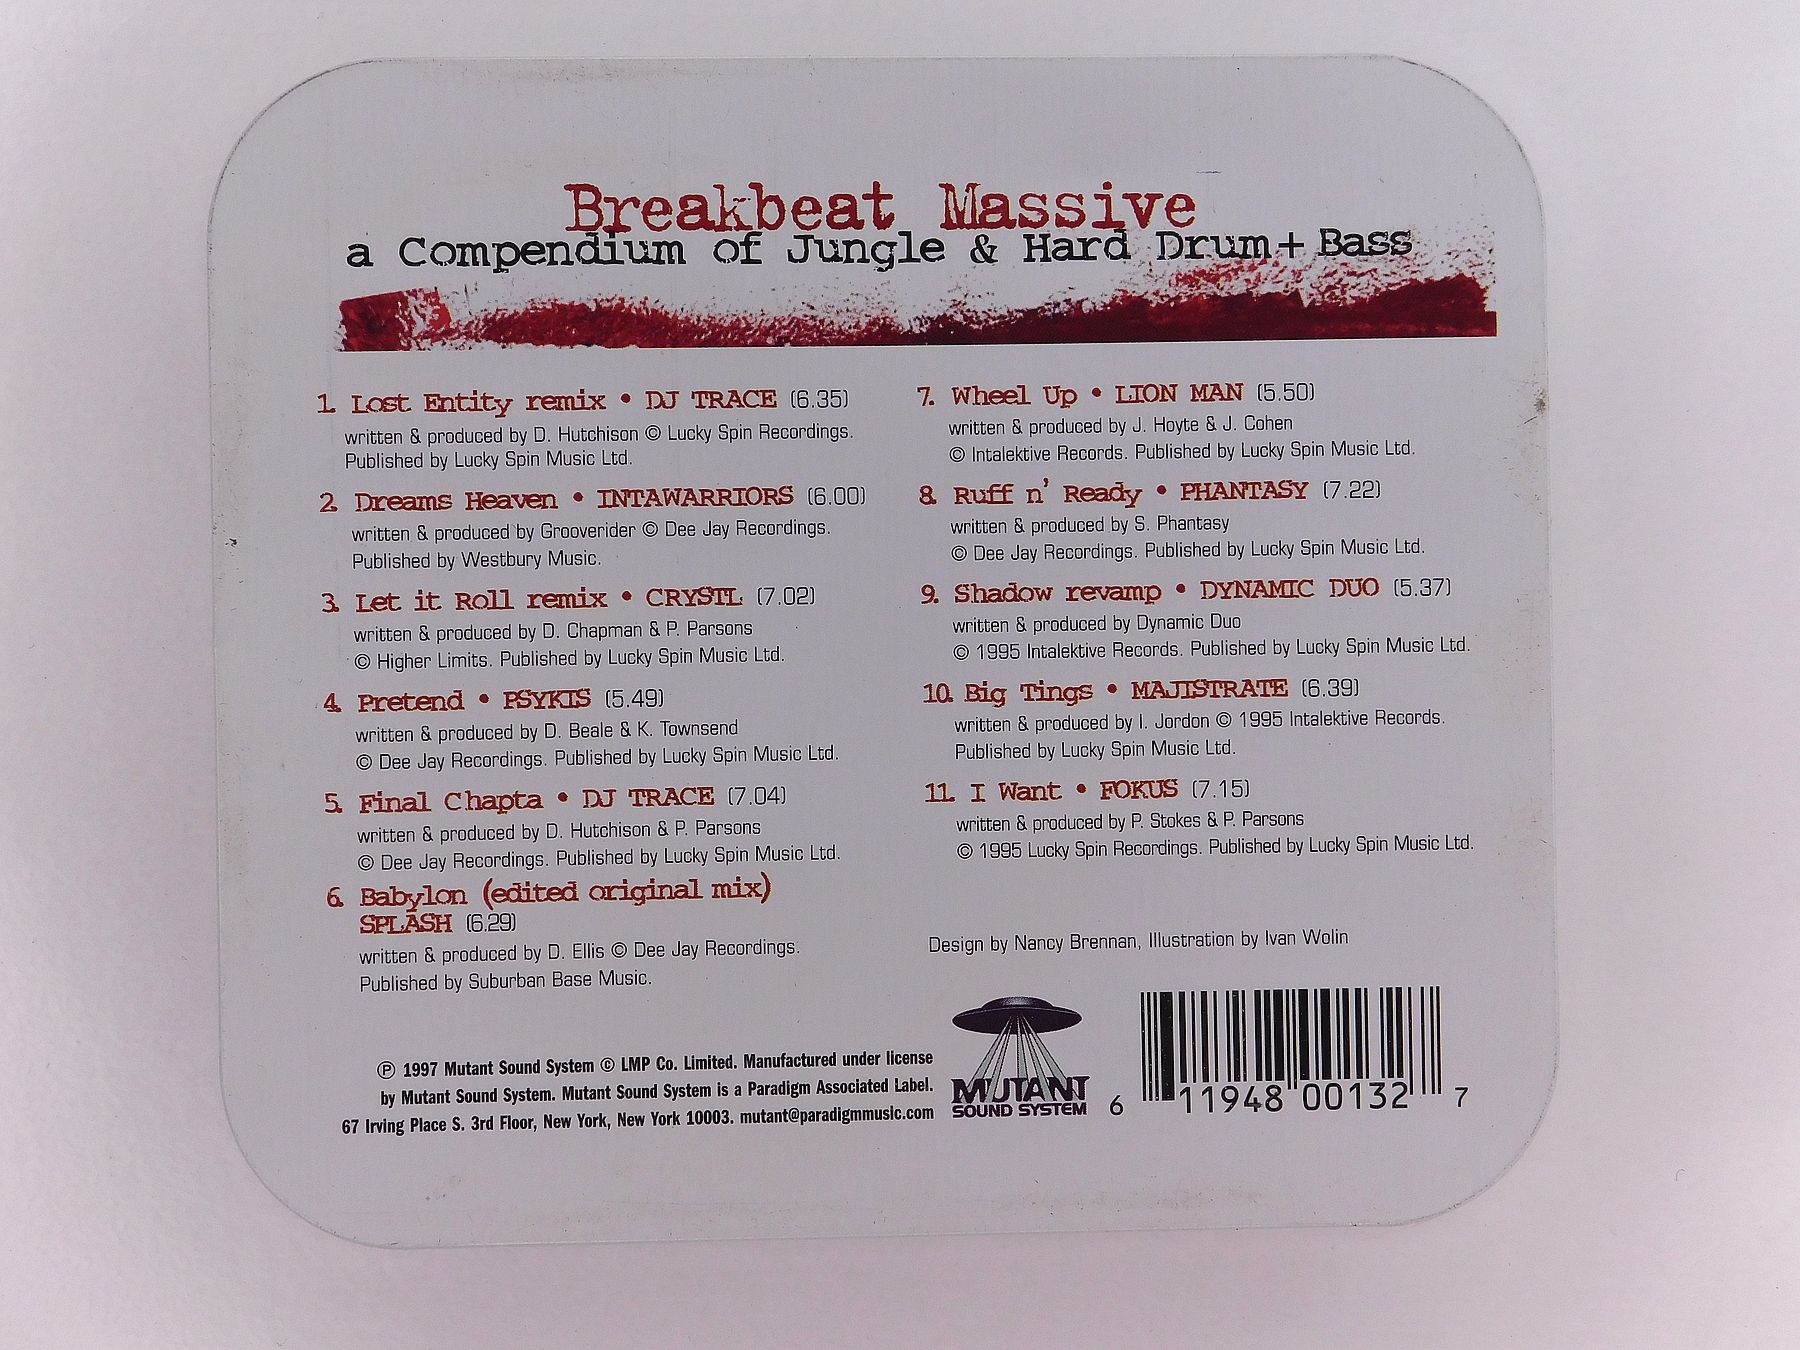 Breakbeat Massive
a Compendium of Jungle & Hard Drum+ Bass
1. Lost Entity remix • DJ TRACE (6.35)
written & produced by D. Hutchison © Lucky Spin Recordings.
Published by Lucky Spin Music Ltd.
2. Dreams Heaven • INTAWARRIORS (6.00)
written & produced by Grooverider © Dee Jay Recordings.
Published by Westbury Music.
3. Let it Roll remix • CRYSTL (7.02)
written & produced by D. Chapman & P. Parsons
© Higher Limits. Published by Lucky Spin Music Ltd.
4. Pretend • PSYKIS (5.49)
written & produced by D. Beale & K. Townsend
© Dee Jay Recordings. Published by Lucky Spin Music Ltd.
5. Final Chapta • DJ TRACE (7.04)
written & produced by D. Hutchison & P. Parsons
© Dee Jay Recordings. Published by Lucky Spin Music Ltd.
6. Babylon (edited original mix)
SPLASH (6.29)
written & produced by D. Ellis © Dee Jay Recordings.
Published by Suburban Base Music.
7. Wheel Up • LION MAN (5.50)
written & produced by J. Hoyte & J. Cohen
© Intalektive Records. Published by Lucky Spin Music Ltd.
8. Ruff n' Ready • PHANTASY (7.22)
written & produced by S. Phantasy
© Dee Jay Recordings. Published by Lucky Spin Music Ltd.
9. Shadow revamp • DYNAMIC DUO (5.37)
written & produced by Dynamic Duo
© 1995 Intalektive Records. Published by Lucky Spin Music Ltd.
10. Big Tings • MAJISTRATE (6.39)
written & produced by I. Jordon © 1995 Intalektive Records.
Published by Lucky Spin Music Ltd.
11. I Want • FOKUS (7.15)
written & produced by P. Stokes & P. Parsons
© 1995 Lucky Spin Recordings. Published by Lucky Spin Music Ltd.
Design by Nancy Brennan, Illustration by Ivan Wolin
℗ 1997 Mutant Sound System © LMP Co. Limited. Manufactured under license
by Mutant Sound System. Mutant Sound System is a Paradigm Associated Label.
67 Irving Place S. 3rd Floor, New York, New York 10003. mutant@paradigmmusic.com
MUTANT
SOUND SYSTEM
6 11948 00132 7